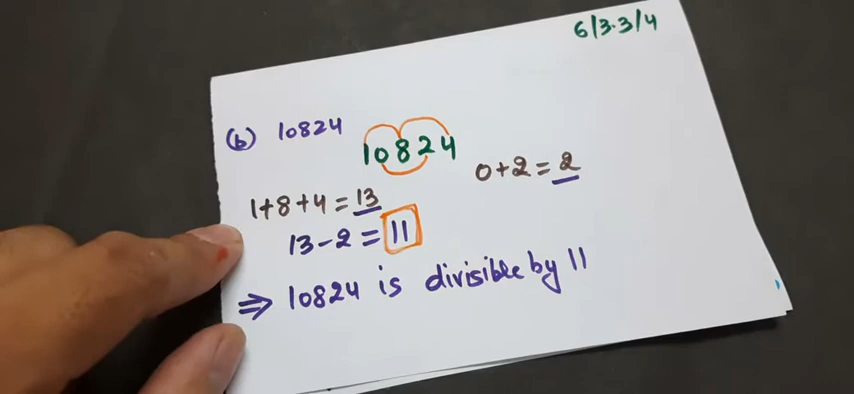 6/3.3/4
(b) 10824
10824
0+2=2
1+8+4=13
13-2=11
⇒ 10824 is divisible by 11